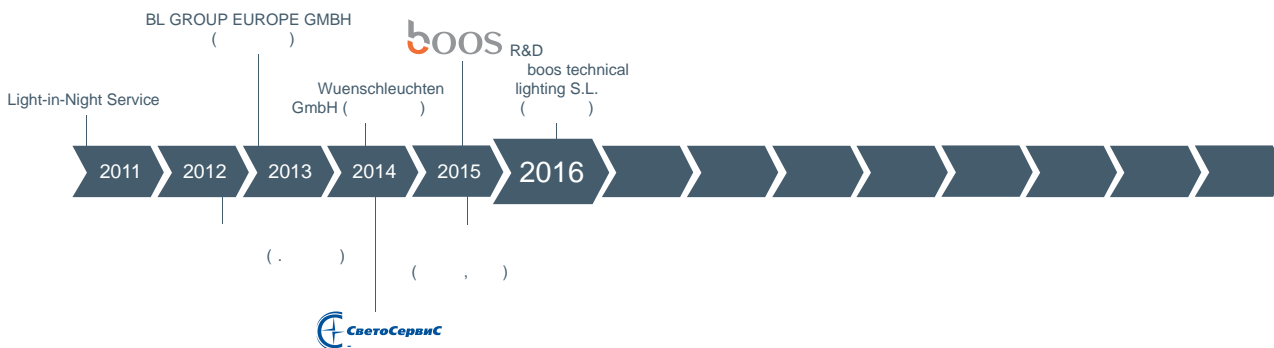 BL GROUP EUROPE GMBH
( )
boos
R&D
boos technical
lighting S.L.
( )
Wuenschleuchten
GmbH ( )
Light-in-Night Service
2011 2012 2013 2014 2015 2016
( . )
( , )
СветоСервиС